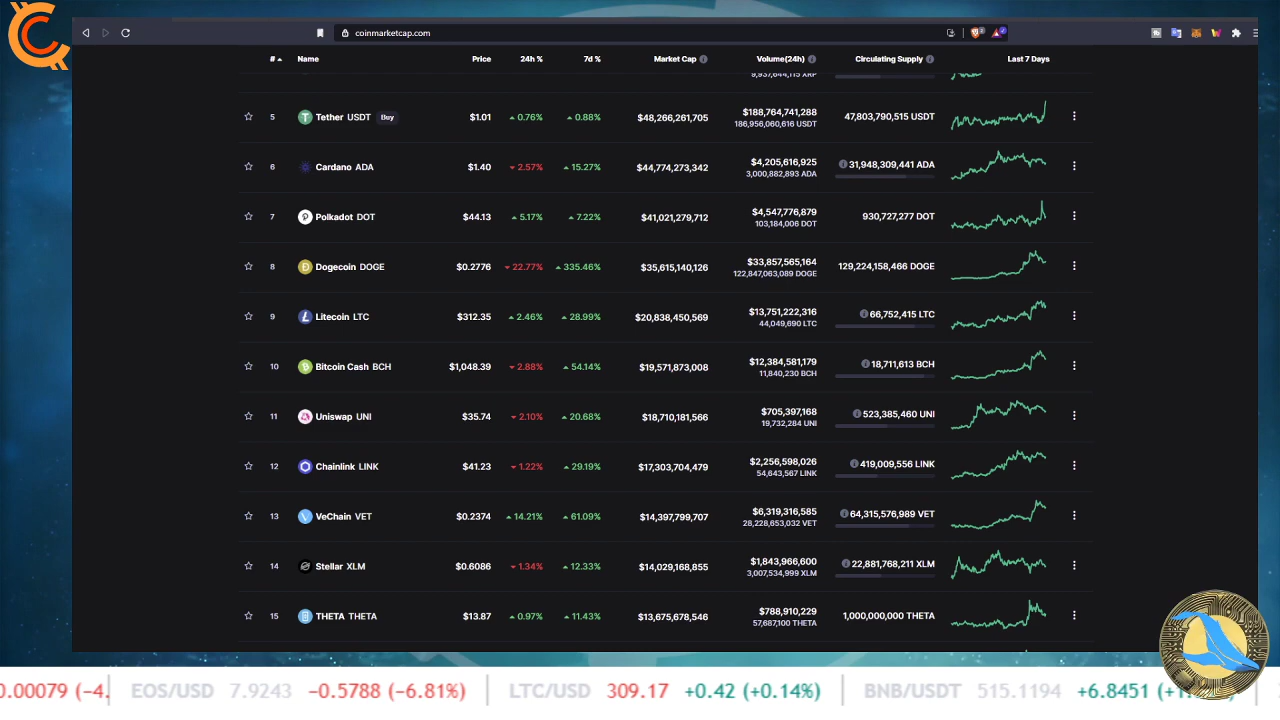 coinmarketcap.com
# Name Price 24h % 7d % Market Cap Volume(24h) Circulating Supply Last 7 Days
9,937,644,115 XRP
5 Tether USDT Buy $1.01 0.76% 0.88% $48,266,261,705 $188,764,741,288 47,803,790,515 USDT
186,956,060,616 USDT
6 Cardano ADA $1.40 2.57% 15.27% $44,774,273,342 $4,205,616,925 31,948,309,441 ADA
3,000,882,893 ADA
7 Polkadot DOT $44.13 5.17% 7.22% $41,021,279,712 $4,547,776,879 930,727,277 DOT
103,184,006 DOT
8 Dogecoin DOGE $0.2776 22.77% 335.46% $35,615,140,126 $33,857,565,164 129,224,158,466 DOGE
122,847,063,089 DOGE
9 Litecoin LTC $312.35 2.46% 28.99% $20,838,450,569 $13,751,222,316 66,752,415 LTC
44,049,690 LTC
10 Bitcoin Cash BCH $1,048.39 2.88% 54.14% $19,571,873,008 $12,384,581,179 18,711,613 BCH
11,840,230 BCH
11 Uniswap UNI $35.74 2.10% 20.68% $18,710,181,566 $705,397,168 523,385,460 UNI
19,732,284 UNI
12 Chainlink LINK $41.23 1.22% 29.19% $17,303,704,479 $2,256,598,026 419,009,556 LINK
54,643,567 LINK
13 VeChain VET $0.2374 14.21% 61.09% $14,397,799,707 $6,319,316,585 64,315,576,989 VET
28,228,653,032 VET
14 Stellar XLM $0.6086 1.34% 12.33% $14,029,168,855 $1,843,966,600 22,881,768,211 XLM
3,007,534,999 XLM
15 THETA THETA $13.87 0.97% 11.43% $13,675,678,546 $788,910,229 1,000,000,000 THETA
57,687,100 THETA
0.00079 (−4. EOS/USD 7.9243 −0.5788 (−6.81%) LTC/USD 309.17 +0.42 (+0.14%) BNB/USDT 515.1194 +6.8451